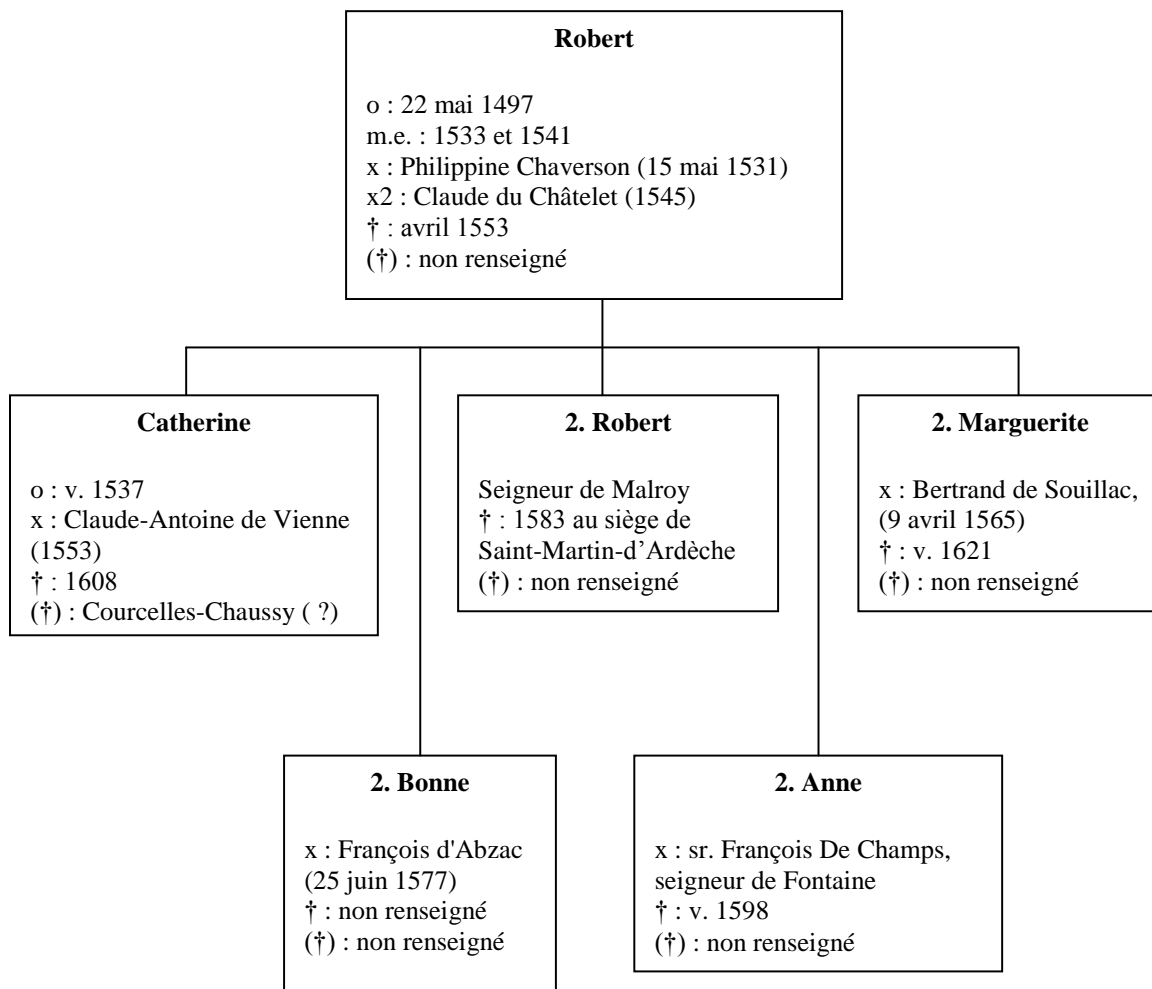 Robert
o : 22 mai 1497
m.e. : 1533 et 1541
x : Philippine Chaverson (15 mai 1531)
x2 : Claude du Châtelet (1545)
† : avril 1553
(†) : non renseigné
Catherine
o : v. 1537
x : Claude-Antoine de Vienne
(1553)
† : 1608
(†) : Courcelles-Chaussy ( ?)
2. Robert
Seigneur de Malroy
† : 1583 au siège de
Saint-Martin-d’Ardèche
(†) : non renseigné
2. Marguerite
x : Bertrand de Souillac,
(9 avril 1565)
† : v. 1621
(†) : non renseigné
2. Bonne
x : François d'Abzac
(25 juin 1577)
† : non renseigné
(†) : non renseigné
2. Anne
x : sr. François De Champs,
seigneur de Fontaine
† : v. 1598
(†) : non renseigné